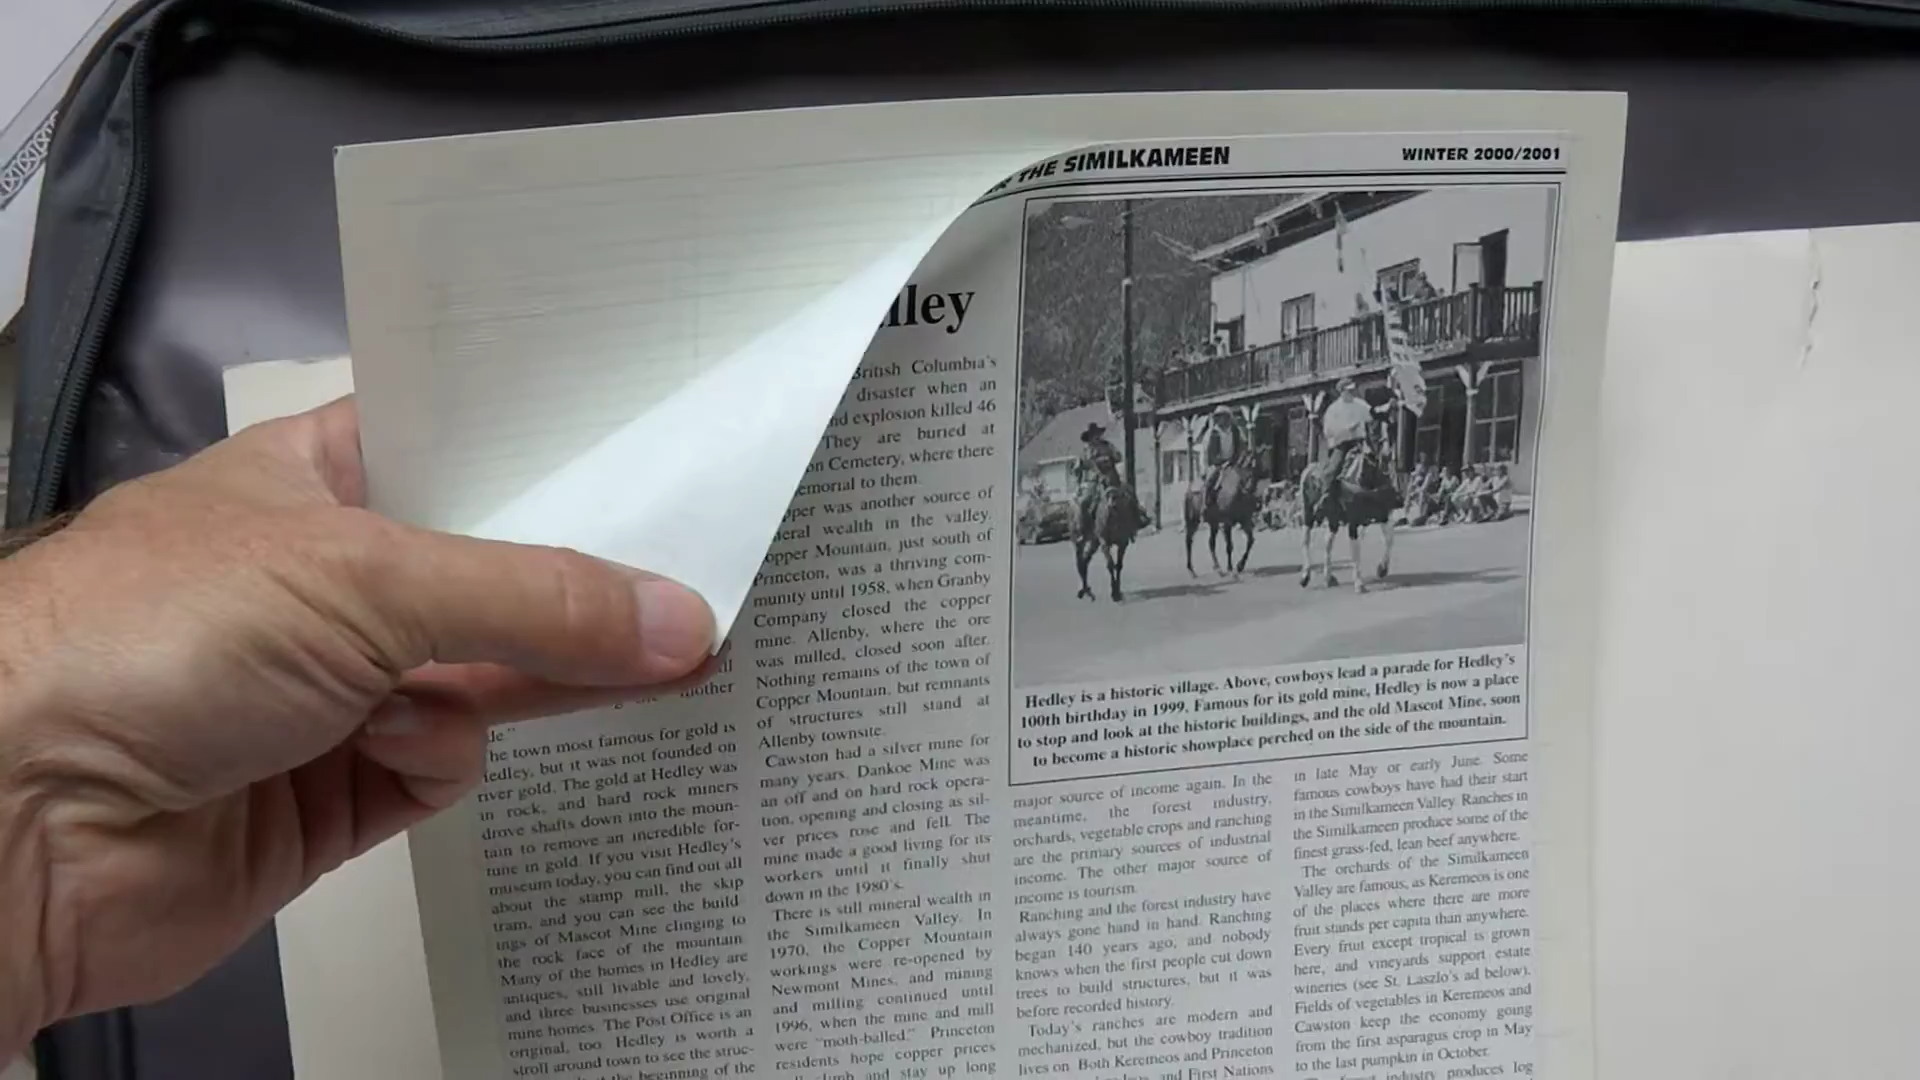 THE SIMILKAMEEN
WINTER 2000/2001
British Columbia's
disaster when an
explosion killed 46
They are buried at
Cemetery, where there
to them.
was another source of
wealth in the valley.
Mountain, just south of
Princeton, was a thriving com-
munity until 1958, when Granby
Company closed the copper
mine. Allenby, where the ore
was milled, closed soon after.
Nothing remains of the town of
Copper Mountain, but remnants
of structures still stand at
Allenby townsite.
Cawston had a silver mine for
many years. Dankoe Mine was
an off and on hard rock opera-
tion, opening and closing as sil-
ver prices rose and fell. The
mine made a good living for its
workers until it finally shut
down in the 1980's.
There is still mineral wealth in
the Similkameen Valley. In
1970, the Copper Mountain
workings were re-opened by
Newmont Mines, and mining
and milling continued until
1996, when the mine and mill
were "moth-balled." Princeton
residents hope copper prices
and stay up long
The town most famous for gold is
Hedley, but it was not founded on
river gold. The gold at Hedley was
in rock, and hard rock miners
drove shafts down into the moun-
tain to remove an incredible for-
tune in gold. If you visit Hedley's
museum today, you can find out all
about the stamp mill, the skip
tram, and you can see the build-
ings of Mascot Mine clinging to
the rock face of the mountain.
Many of the homes in Hedley are
antiques, still livable and lovely,
and three businesses use original
mine homes. The Post Office is an
original, too. Hedley is worth a
stroll around town to see the struc-
beginning of the
Hedley is a historic village. Above, cowboys lead a parade for Hedley's
100th birthday in 1999. Famous for its gold mine, Hedley is now a place
to stop and look at the historic buildings, and the old Mascot Mine, soon
to become a historic showplace perched on the side of the mountain.
major source of income again. In the
meantime, the forest industry,
orchards, vegetable crops and ranching
are the primary sources of industrial
income. The other major source of
income is tourism.
Ranching and the forest industry have
always gone hand in hand. Ranching
began 140 years ago, and nobody
knows when the first people cut down
trees to build structures, but it was
before recorded history.
Today's ranches are modern and
mechanized, but the cowboy tradition
lives on. Both Keremeos and Princeton
and First Nations
in late May or early June. Some
famous cowboys have had their start
in the Similkameen Valley. Ranches in
the Similkameen produce some of the
finest grass-fed, lean beef anywhere.
The orchards of the Similkameen
Valley are famous, as Keremeos is one
of the places where there are more
fruit stands per capita than anywhere.
Every fruit except tropical is grown
here, and vineyards support estate
wineries (see St. Laszlo's ad below).
Fields of vegetables in Keremeos and
Cawston keep the economy going
from the first asparagus crop in May
to the last pumpkin in October.
industry produces log